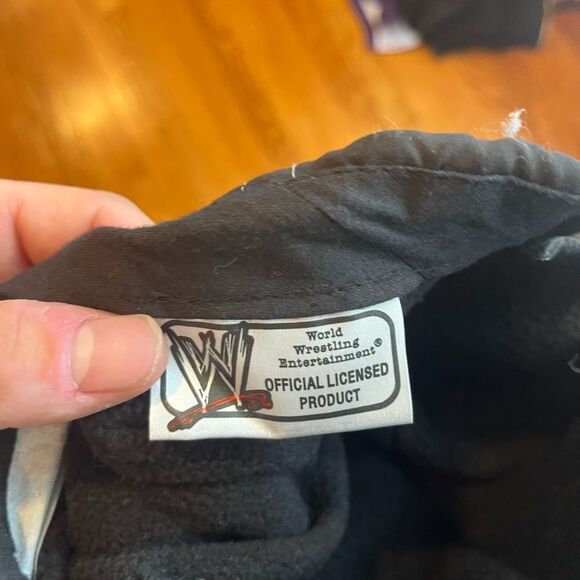 W
World
Wrestling
Entertainment®
OFFICIAL LICENSED
PRODUCT